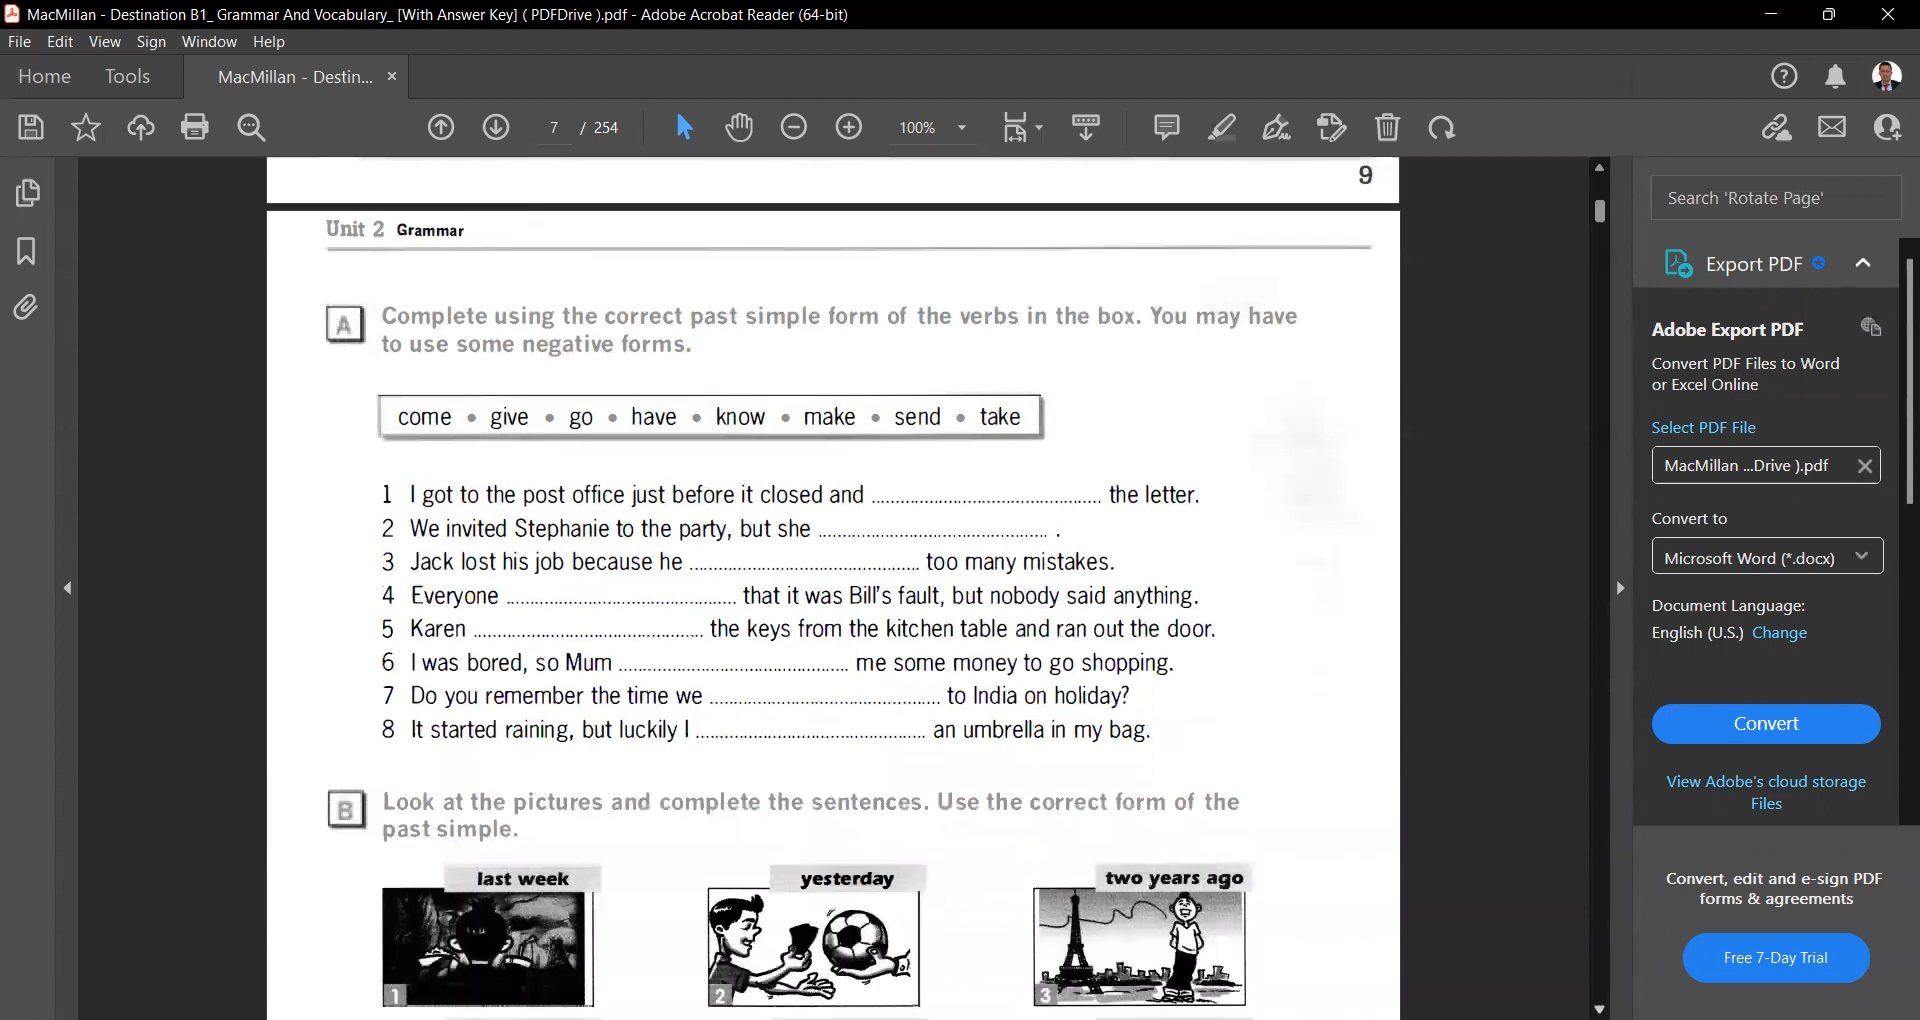 MacMillan - Destination B1_ Grammar And Vocabulary_ [With Answer Key] ( PDFDrive ).pdf - Adobe Acrobat Reader (64-bit)
File Edit View Sign Window Help
Home Tools MacMillan - Destin... ×
7 / 254 100%
9
Unit 2 Grammar
A Complete using the correct past simple form of the verbs in the box. You may have
to use some negative forms.
come • give • go • have • know • make • send • take
1 I got to the post office just before it closed and .............................................. the letter.
2 We invited Stephanie to the party, but she .............................................. .
3 Jack lost his job because he .............................................. too many mistakes.
4 Everyone .............................................. that it was Bill's fault, but nobody said anything.
5 Karen .............................................. the keys from the kitchen table and ran out the door.
6 I was bored, so Mum .............................................. me some money to go shopping.
7 Do you remember the time we .............................................. to India on holiday?
8 It started raining, but luckily I .............................................. an umbrella in my bag.
B Look at the pictures and complete the sentences. Use the correct form of the
past simple.
last week yesterday two years ago
1 2 3
Search 'Rotate Page'
Export PDF
Adobe Export PDF
Convert PDF Files to Word
or Excel Online
Select PDF File
MacMillan ...Drive ).pdf
Convert to
Microsoft Word (*.docx)
Document Language:
English (U.S.) Change
Convert
View Adobe's cloud storage
Files
Convert, edit and e-sign PDF
forms & agreements
Free 7-Day Trial